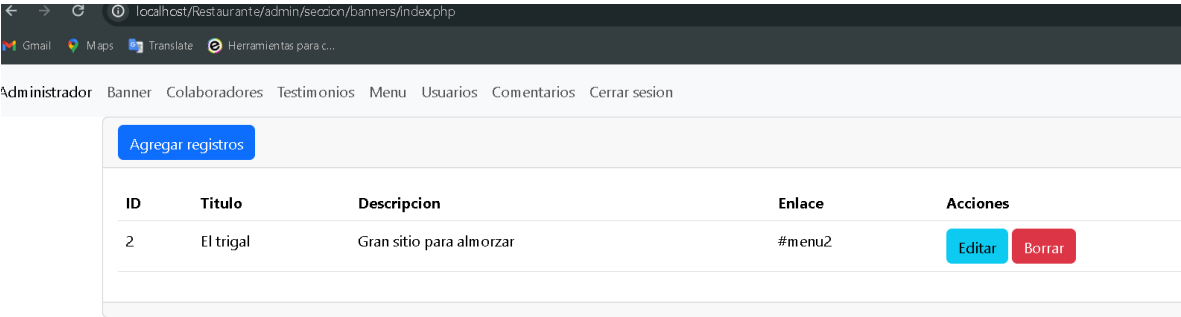 localhost/Restaurante/admin/seccion/banners/index.php
Gmail Maps Translate Herramientas para c...
Administrador Banner Colaboradores Testimonios Menu Usuarios Comentarios Cerrar sesion
Agregar registros
ID Titulo Descripcion Enlace Acciones
2 El trigal Gran sitio para almorzar #menu2 Editar Borrar